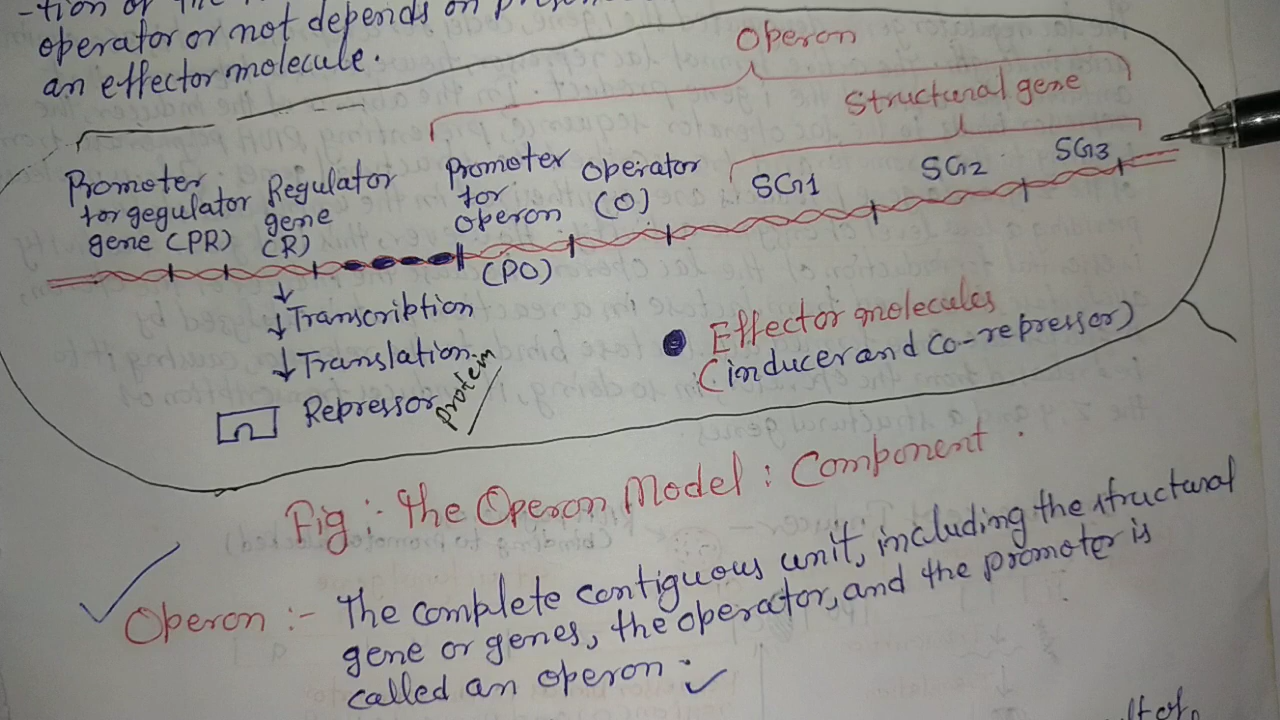 -tion of the
operator or not depends on
an effector molecule.
Operon
Structural gene
Promoter
for gegulator
gene (PR)
Regulator
gene
(R)
Promoter
for
operon
(PO)
Operator
(O)
SG1
SG2
SG3
Transcription
Translation
Repressor protein
Effector molecules
(inducer and Co-repressor)
Fig :- the Operon Model : Component
Operon :- The complete contiguous unit, including the structural
gene or genes, the operator, and the promoter is
called an operon.